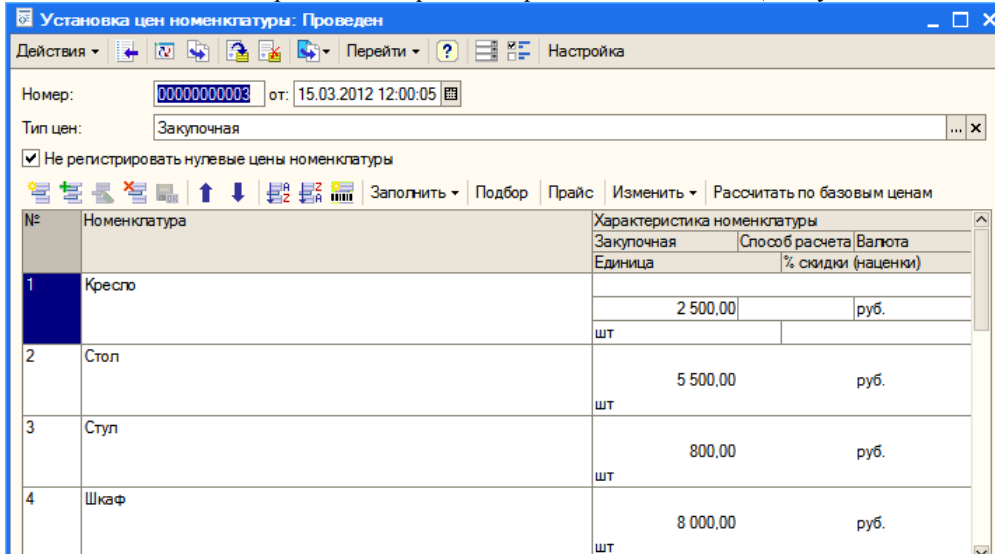 Установка цен номенклатуры: Проведен
Действия Перейти ? Настройка
Номер: 00000000003 от: 15.03.2012 12:00:05
Тип цен: Закупочная ... x
Не регистрировать нулевые цены номенклатуры
Заполнить Подбор Прайс Изменить Рассчитать по базовым ценам
№ Номенклатура Характеристика номенклатуры
Закупочная Способ расчета Валюта
Единица % скидки (наценки)
1 Кресло
2 500,00 руб.
шт
2 Стол
5 500,00 руб.
шт
3 Стул
800,00 руб.
шт
4 Шкаф
8 000,00 руб.
шт